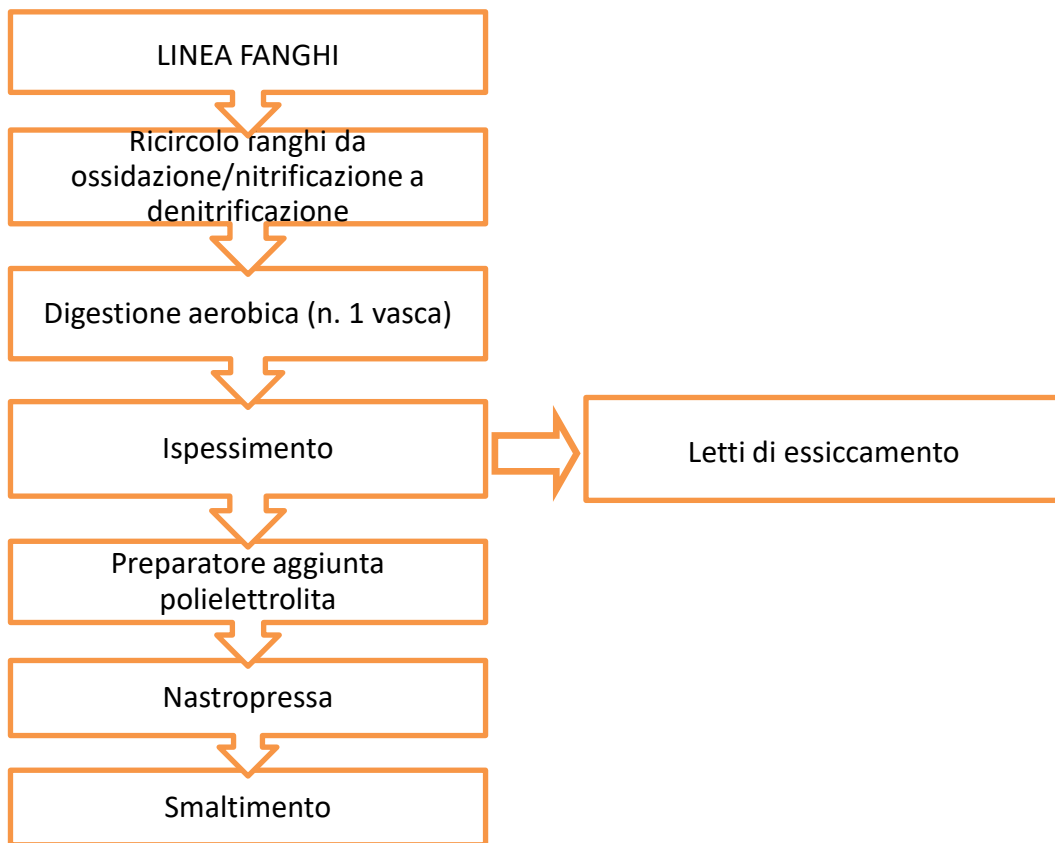 LINEA FANGHI
Ricircolo fanghi da
ossidazione/nitrificazione a
denitrificazione
Digestione aerobica (n. 1 vasca)
Ispessimento
Letti di essiccamento
Preparatore aggiunta
polielettrolita
Nastropressa
Smaltimento